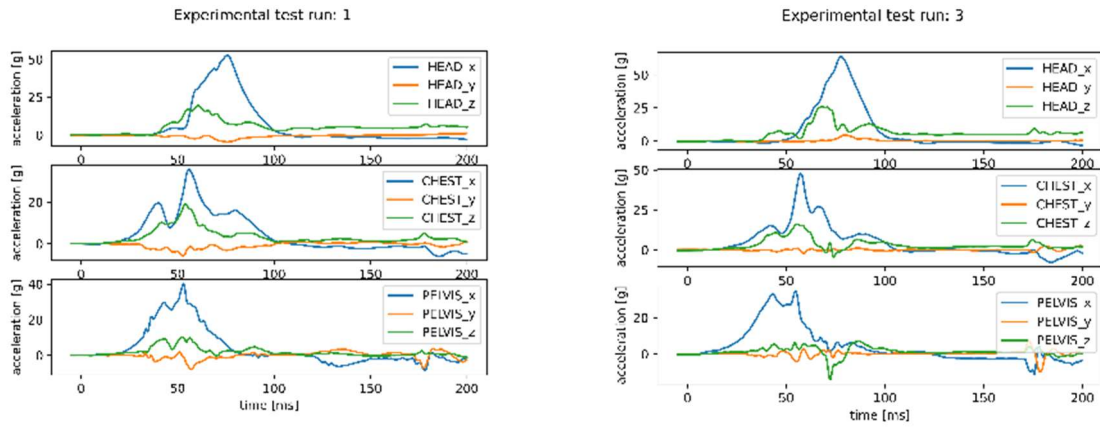 Experimental test run: 1
acceleration [g]
50
25
0
HEAD_x
HEAD_y
HEAD_z
0 50 100 150 200
acceleration [g]
20
0
CHEST_x
CHEST_y
CHEST_z
0 50 100 150 200
acceleration [g]
40
20
0
PELVIS_x
PELVIS_y
PELVIS_z
0 50 100 150 200
time [ms]
Experimental test run: 3
acceleration [g]
50
25
0
HEAD_x
HEAD_y
HEAD_z
0 50 100 150 200
acceleration [g]
50
25
0
CHEST_x
CHEST_y
CHEST_z
0 50 100 150 200
acceleration [g]
20
0
PELVIS_x
PELVIS_y
PELVIS_z
0 50 100 150 200
time [ms]